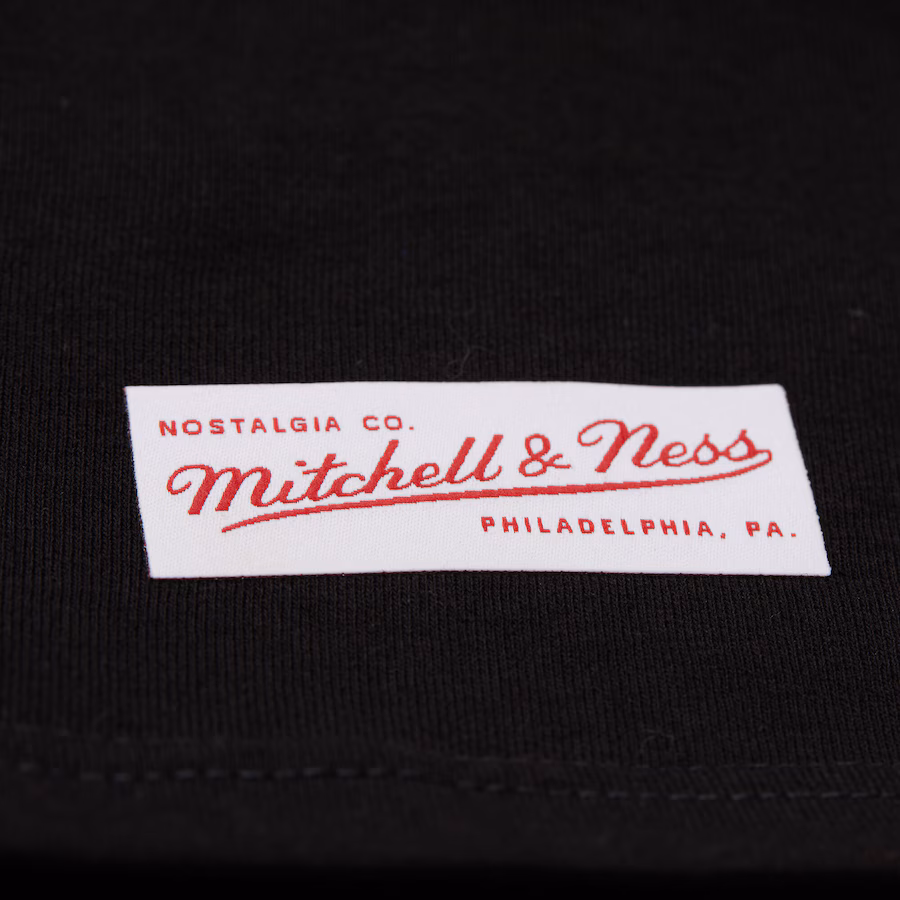 NOSTALGIA CO.
Mitchell & Ness
PHILADELPHIA, PA.